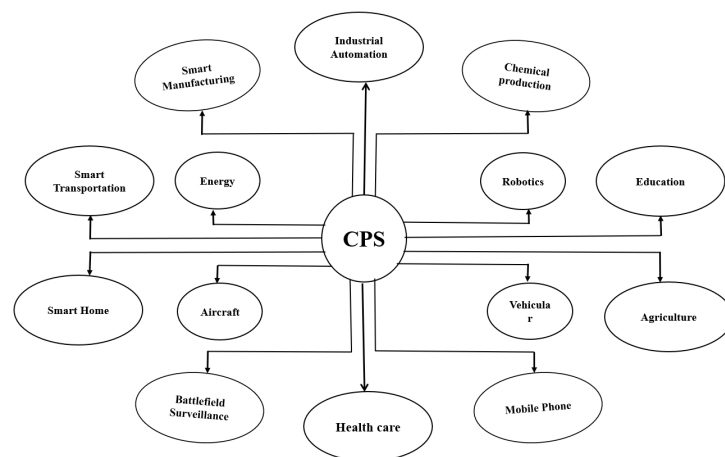 Industrial
Automation
Smart
Manufacturing
Chemical
production
Smart
Transportation
Energy
Robotics
Education
CPS
Smart Home
Aircraft
Vehicula
r
Agriculture
Battlefield
Surveillance
Health care
Mobile Phone